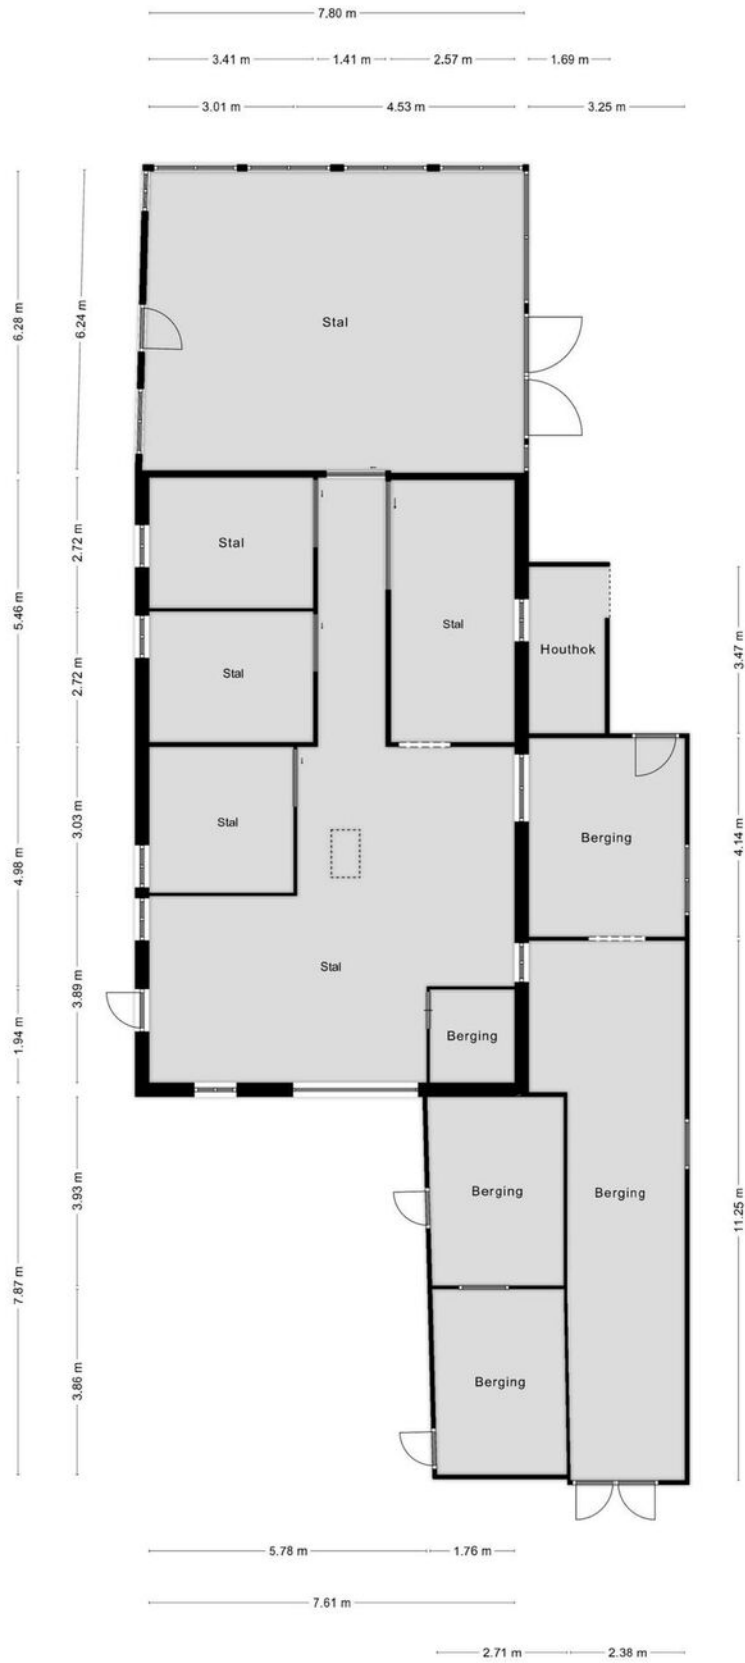 7.80 m
3.41 m
1.41 m
2.57 m
1.69 m
3.01 m
4.53 m
3.25 m
6.28 m
6.24 m
Stal
5.46 m
2.72 m
Stal
Stal
Houthok
3.47 m
2.72 m
Stal
4.98 m
3.03 m
Stal
Berging
4.14 m
3.89 m
Stal
1.94 m
Berging
7.87 m
3.93 m
Berging
Berging
11.25 m
3.86 m
Berging
5.78 m
1.76 m
7.61 m
2.71 m
2.38 m